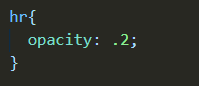 hr{
  opacity: .2;
}